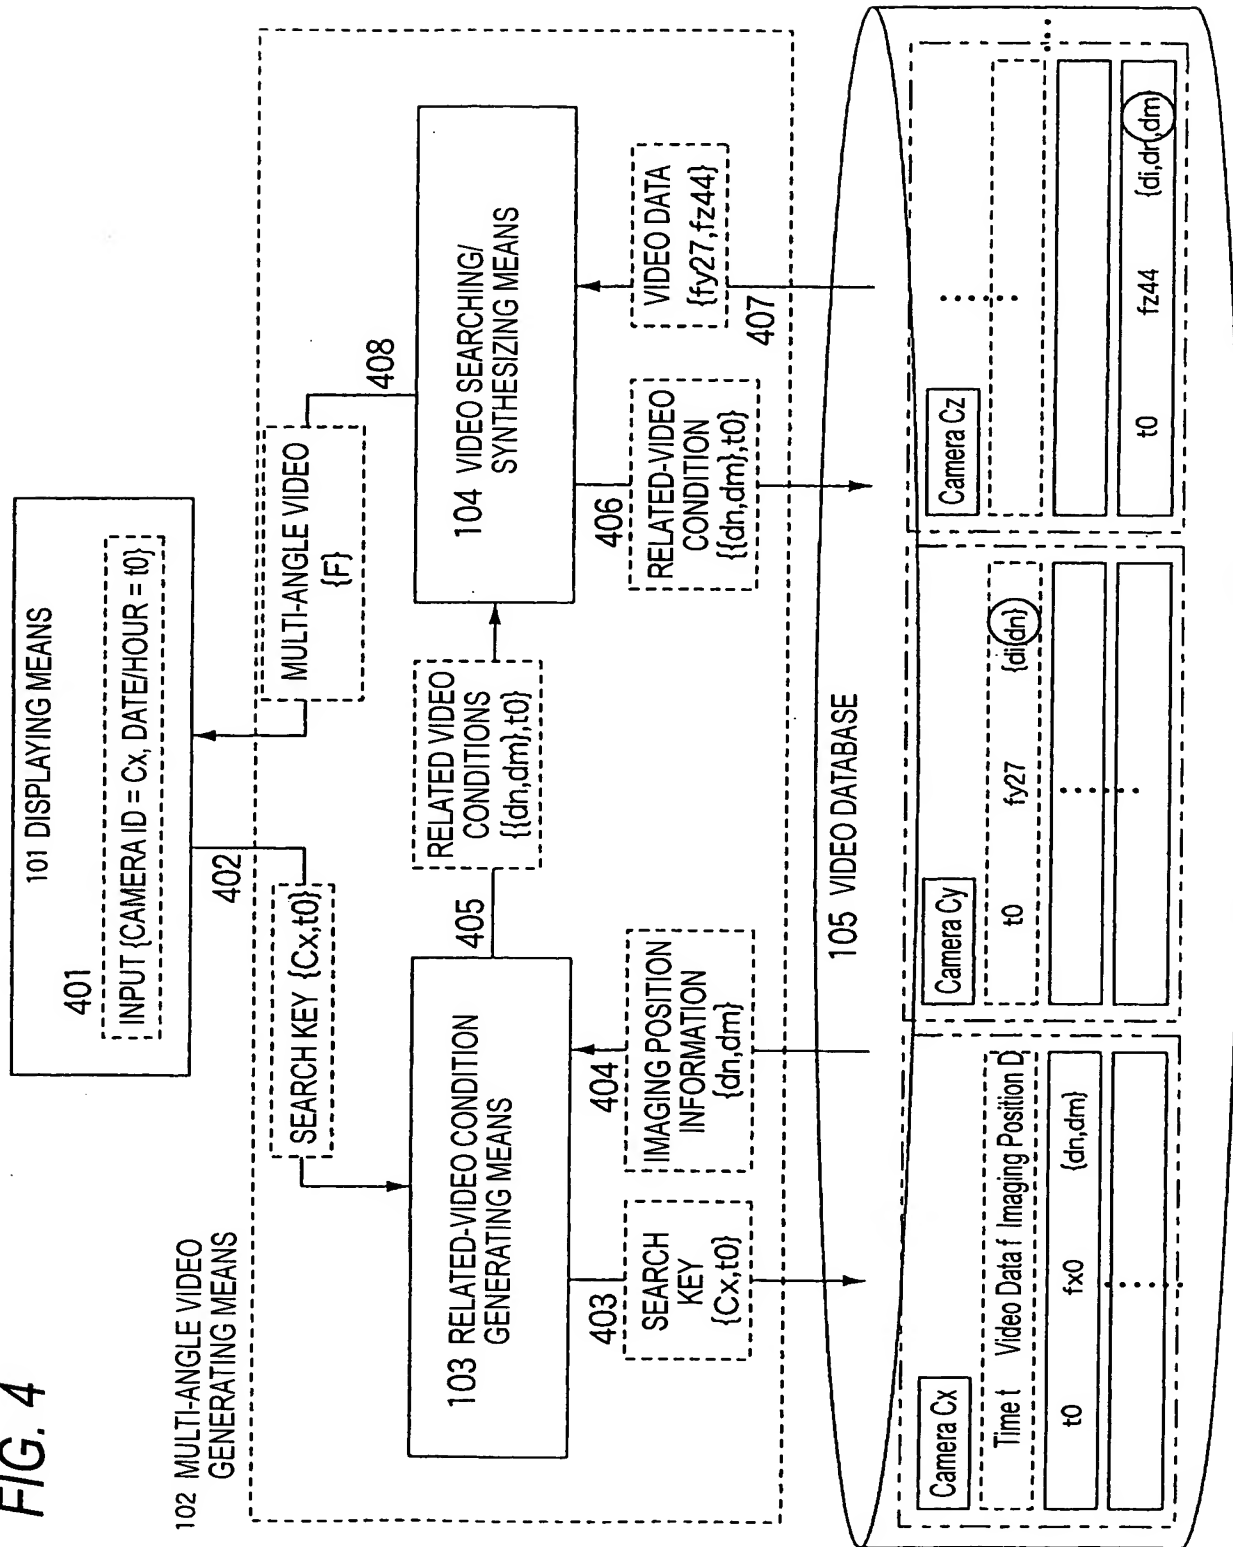 FIG. 4
101 DISPLAYING MEANS
401
INPUT {CAMERA ID = Cx, DATE/HOUR = t0}
102 MULTI-ANGLE VIDEO
GENERATING MEANS
402
SEARCH KEY {Cx,t0}
MULTI-ANGLE VIDEO
{F}
408
103 RELATED-VIDEO CONDITION
GENERATING MEANS
405
RELATED VIDEO
CONDITIONS
{{dn,dm},t0}
104 VIDEO SEARCHING/
SYNTHESIZING MEANS
403
SEARCH
KEY
{Cx,t0}
404
IMAGING POSITION
INFORMATION
{dn,dm}
406
RELATED-VIDEO
CONDITION
{{dn,dm},t0}
407
VIDEO DATA
{fy27,fz44}
105 VIDEO DATABASE
Camera Cx
Time t Video Data f Imaging Position D
t0 fx0 {dn,dm}
Camera Cy
t0 fy27 {di(dn}
Camera Cz
t0 fz44 {di,dn,dm}